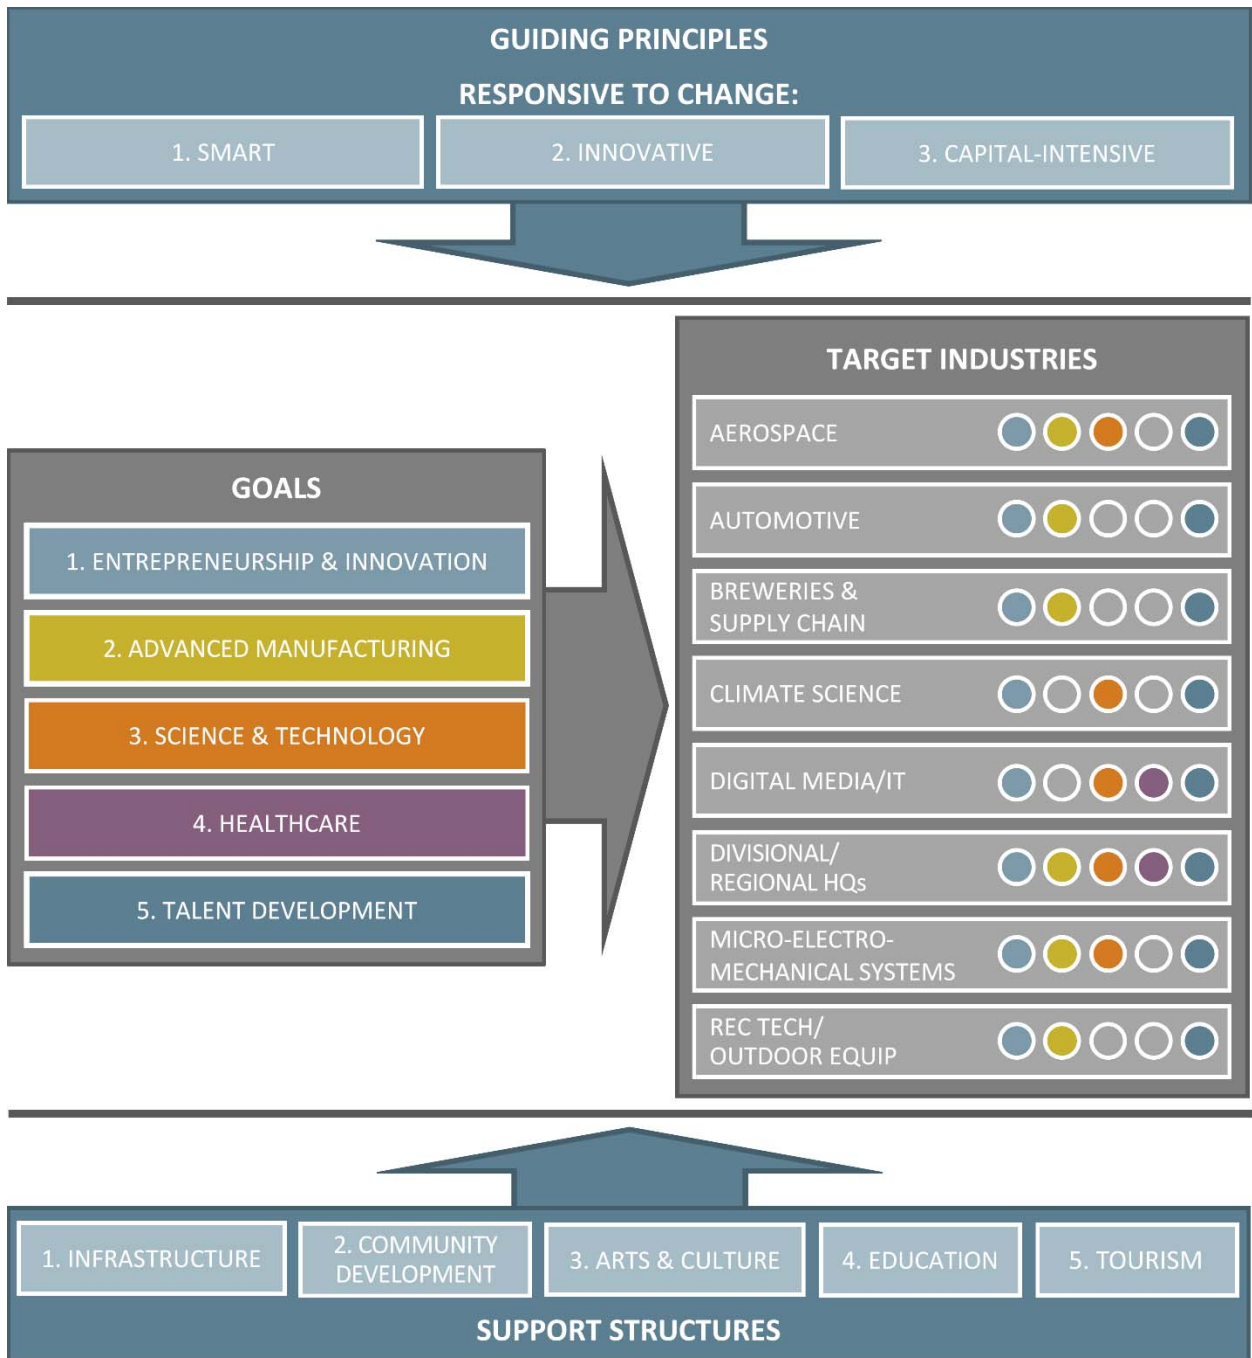 GUIDING PRINCIPLES
RESPONSIVE TO CHANGE:
1. SMART
2. INNOVATIVE
3. CAPITAL-INTENSIVE
GOALS
1. ENTREPRENEURSHIP & INNOVATION
2. ADVANCED MANUFACTURING
3. SCIENCE & TECHNOLOGY
4. HEALTHCARE
5. TALENT DEVELOPMENT
TARGET INDUSTRIES
AEROSPACE
AUTOMOTIVE
BREWERIES &
SUPPLY CHAIN
CLIMATE SCIENCE
DIGITAL MEDIA/IT
DIVISIONAL/
REGIONAL HQs
MICRO-ELECTRO-
MECHANICAL SYSTEMS
REC TECH/
OUTDOOR EQUIP
1. INFRASTRUCTURE
2. COMMUNITY
DEVELOPMENT
3. ARTS & CULTURE
4. EDUCATION
5. TOURISM
SUPPORT STRUCTURES